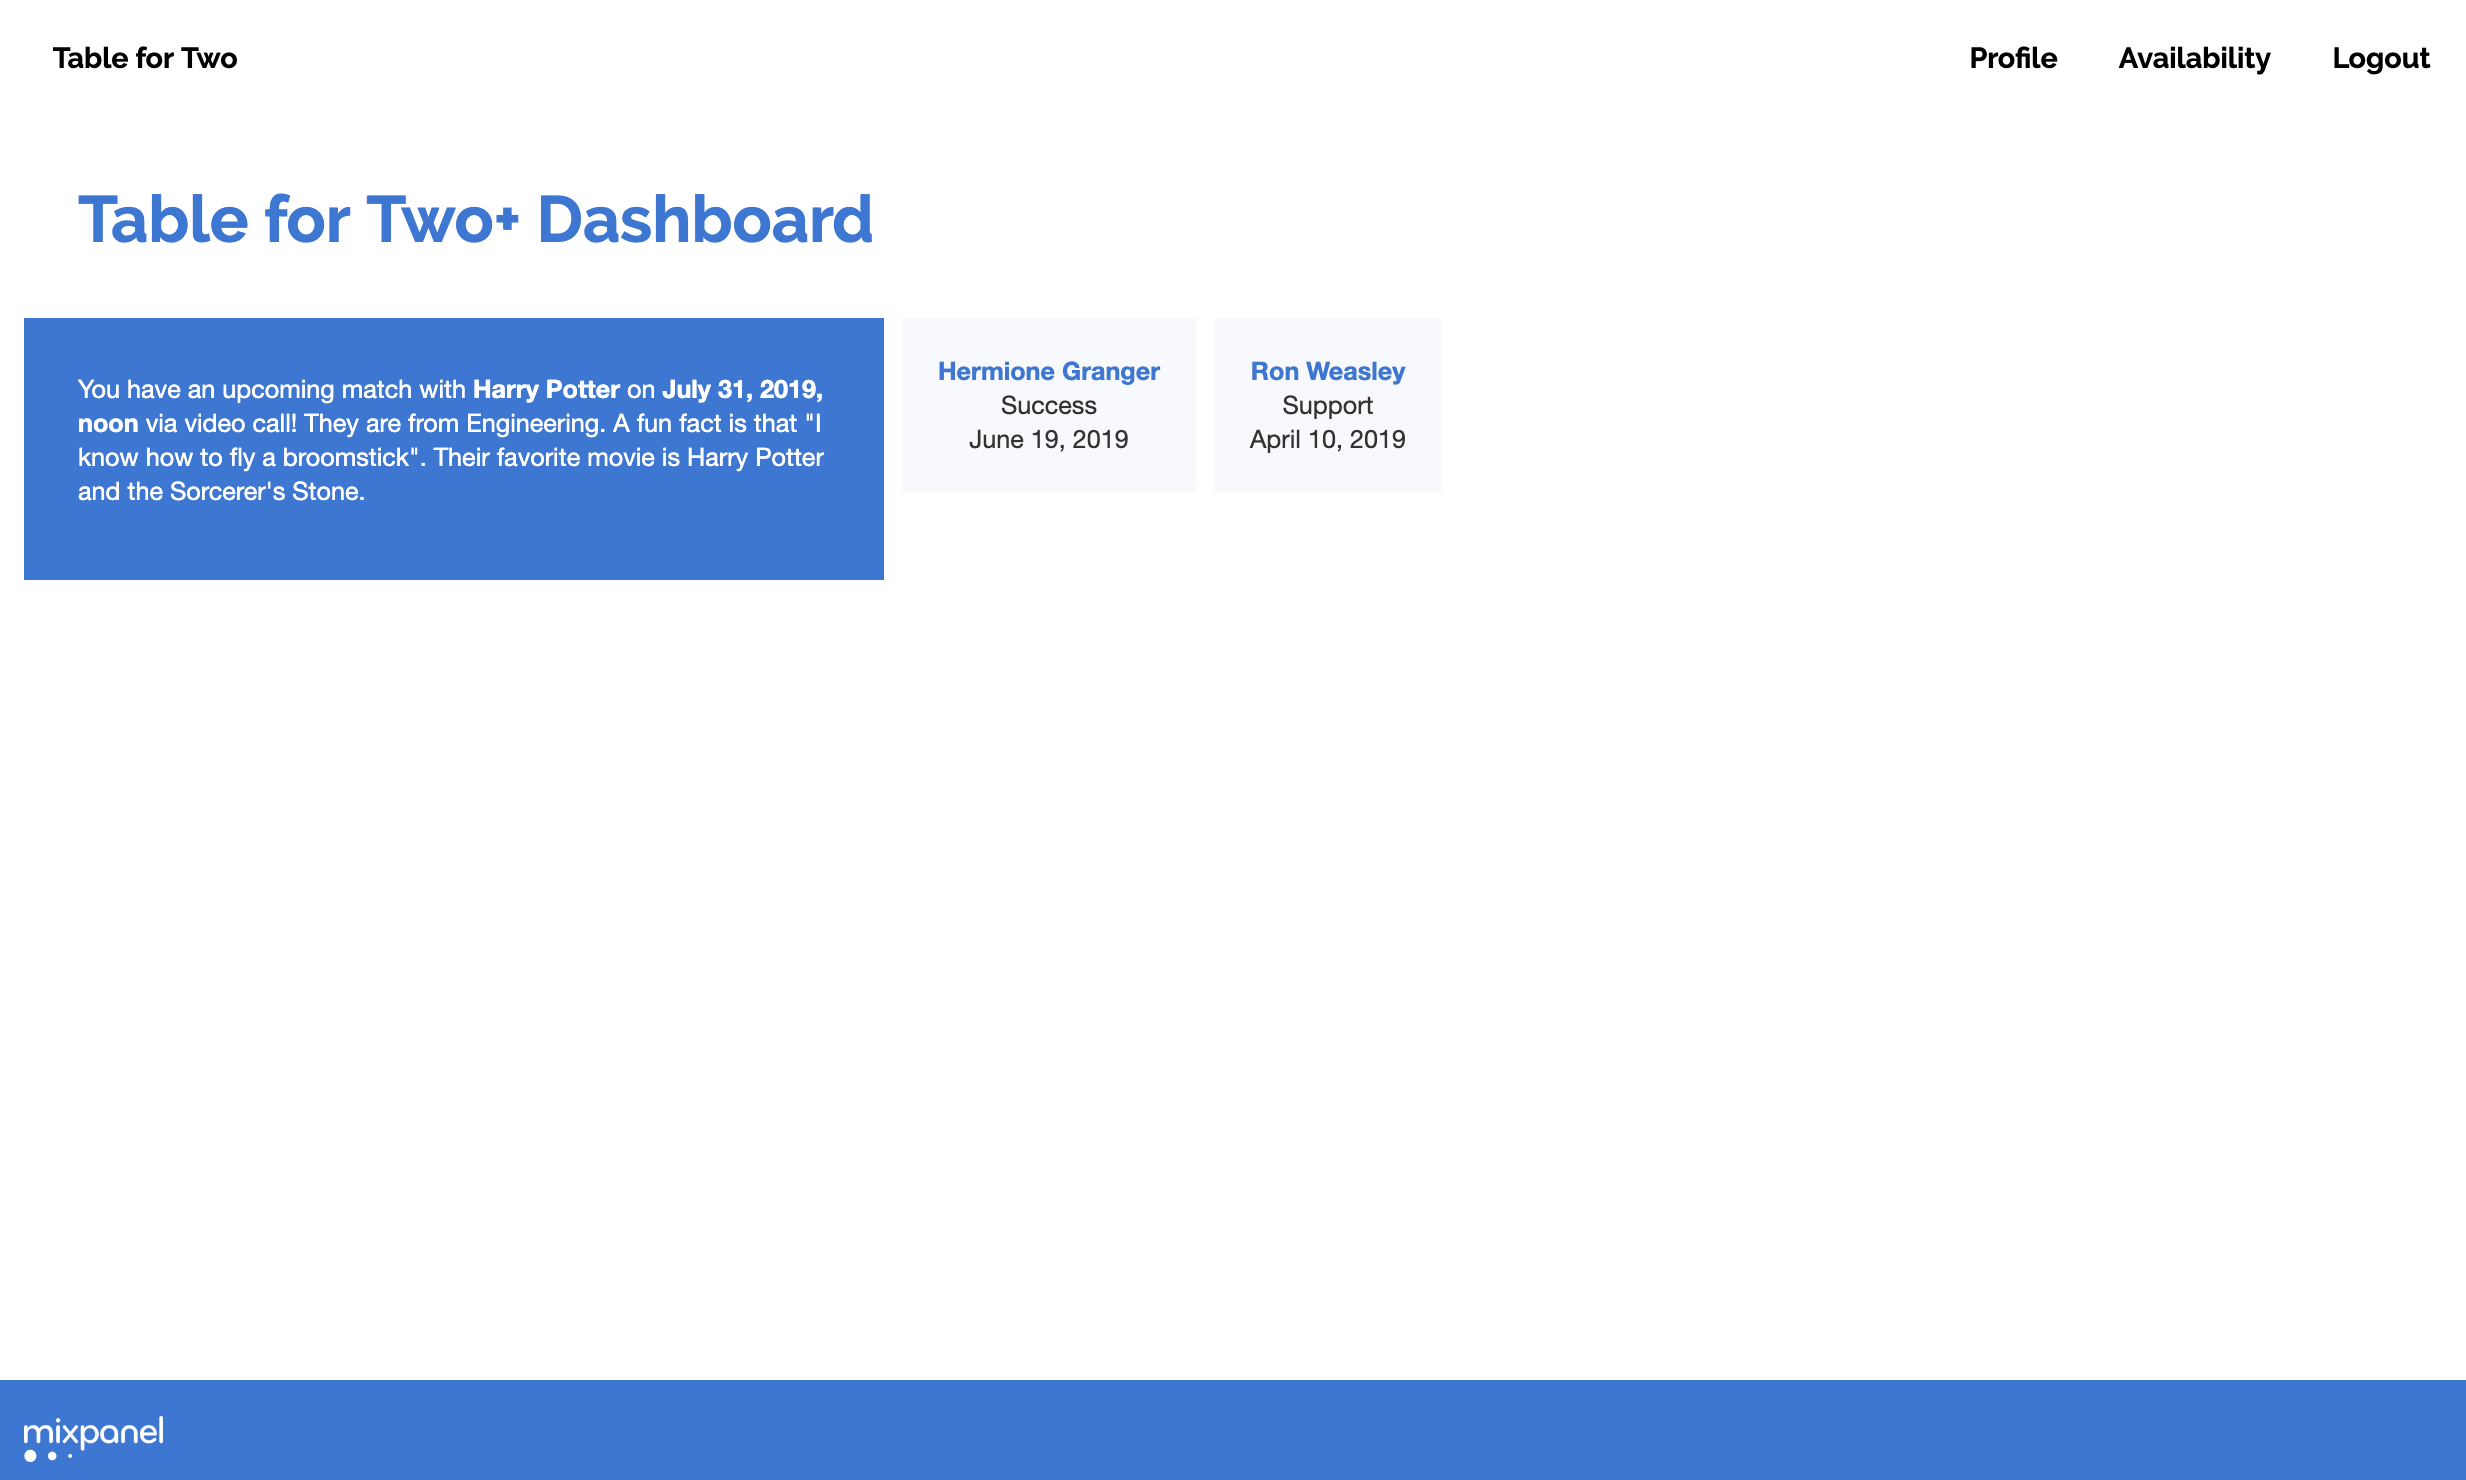 Table for Two
Profile Availability Logout
Table for Two+ Dashboard
You have an upcoming match with Harry Potter on July 31, 2019,
noon via video call! They are from Engineering. A fun fact is that "I
know how to fly a broomstick". Their favorite movie is Harry Potter
and the Sorcerer's Stone.
Hermione Granger
Success
June 19, 2019
Ron Weasley
Support
April 10, 2019
mixpanel